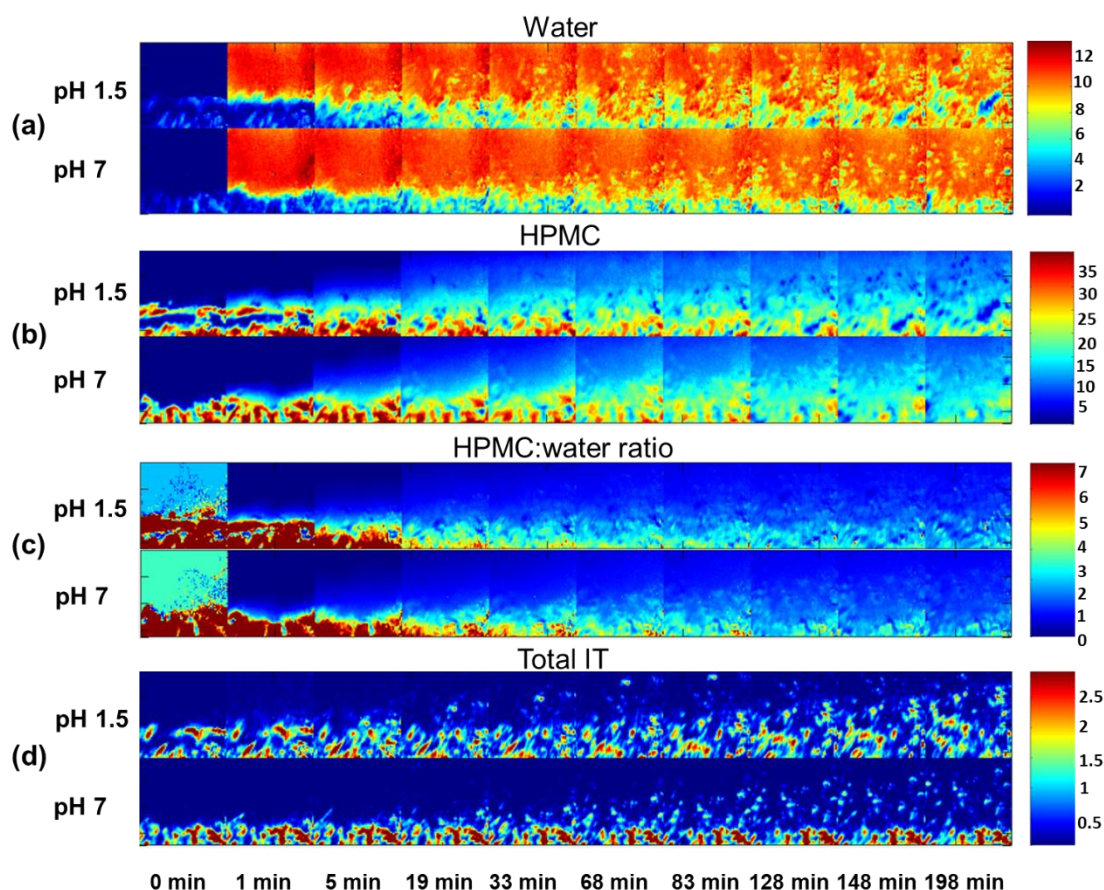 Water
(a)
pH 1.5
pH 7
12
10
8
6
4
2
HPMC
(b)
pH 1.5
pH 7
35
30
25
20
15
10
5
HPMC:water ratio
(c)
pH 1.5
pH 7
7
6
5
4
3
2
1
0
Total IT
(d)
pH 1.5
pH 7
2.5
2
1.5
1
0.5
0 min 1 min 5 min 19 min 33 min 68 min 83 min 128 min 148 min 198 min